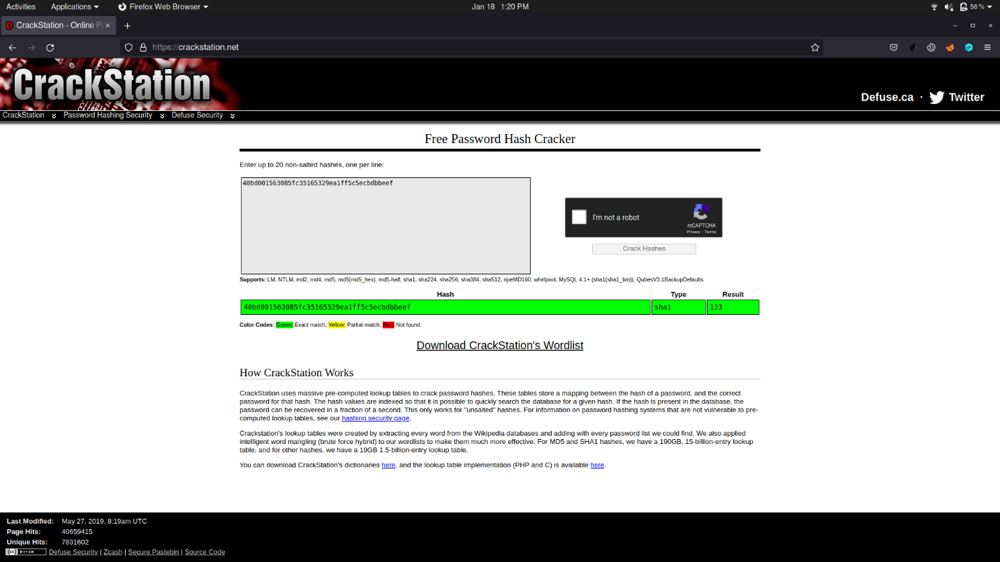 Activities Applications Firefox Web Browser Jan 18 1:20 PM 56 %
CrackStation - Online P
https://crackstation.net
CrackStation
Defuse.ca · Twitter
CrackStation Password Hashing Security Defuse Security
Free Password Hash Cracker
Enter up to 20 non-salted hashes, one per line:
40bd001563085fc35165329ea1ff5c5ecbdbbeef
I'm not a robot
reCAPTCHA
Privacy - Terms
Crack Hashes
Supports: LM, NTLM, md2, md4, md5, md5(md5_hex), md5-half, sha1, sha224, sha256, sha384, sha512, ripeMD160, whirlpool, MySQL 4.1+ (sha1(sha1_bin)), QubesV3.1BackupDefaults
Hash Type Result
40bd001563085fc35165329ea1ff5c5ecbdbbeef sha1 123
Color Codes: Green: Exact match, Yellow: Partial match, Red: Not found.
Download CrackStation's Wordlist
How CrackStation Works
CrackStation uses massive pre-computed lookup tables to crack password hashes. These tables store a mapping between the hash of a password, and the correct
password for that hash. The hash values are indexed so that it is possible to quickly search the database for a given hash. If the hash is present in the database, the
password can be recovered in a fraction of a second. This only works for "unsalted" hashes. For information on password hashing systems that are not vulnerable to pre-
computed lookup tables, see our hashing security page.
Crackstation's lookup tables were created by extracting every word from the Wikipedia databases and adding with every password list we could find. We also applied
intelligent word mangling (brute force hybrid) to our wordlists to make them much more effective. For MD5 and SHA1 hashes, we have a 190GB, 15-billion-entry lookup
table, and for other hashes, we have a 19GB 1.5-billion-entry lookup table.
You can download CrackStation's dictionaries here, and the lookup table implementation (PHP and C) is available here.
Last Modified: May 27, 2019, 8:19am UTC
Page Hits: 40659415
Unique Hits: 7831602
(cc) BY-SA Defuse Security | Zcash | Secure Pastebin | Source Code